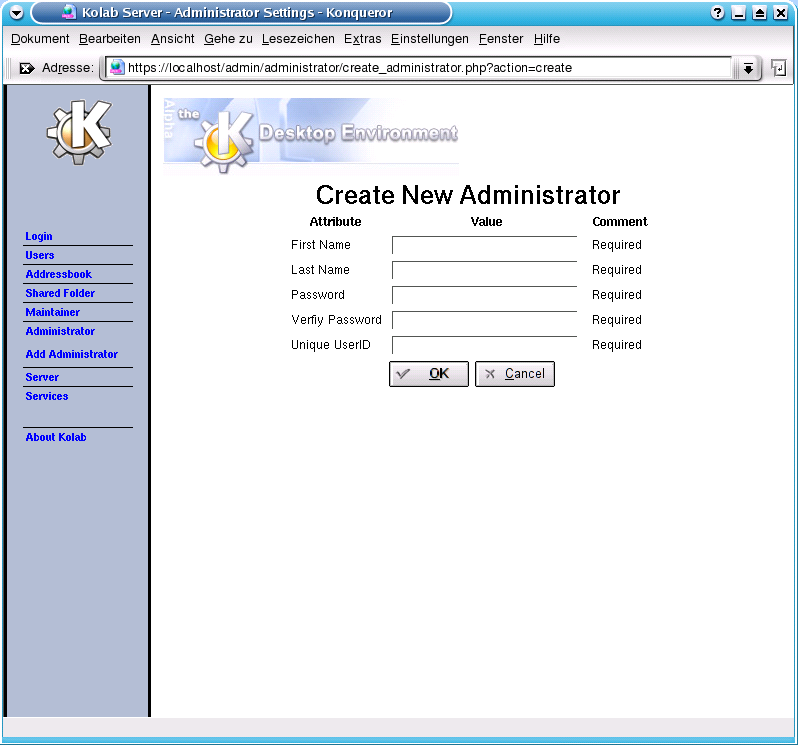 Kolab Server - Administrator Settings - Konqueror
Dokument Bearbeiten Ansicht Gehe zu Lesezeichen Extras Einstellungen Fenster Hilfe
Adresse: https://localhost/admin/administrator/create_administrator.php?action=create
Alpha
the K Desktop Environment
Login
Users
Addressbook
Shared Folder
Maintainer
Administrator
Add Administrator
Server
Services
About Kolab
Create New Administrator
Attribute Value Comment
First Name Required
Last Name Required
Password Required
Verfiy Password Required
Unique UserID Required
OK Cancel